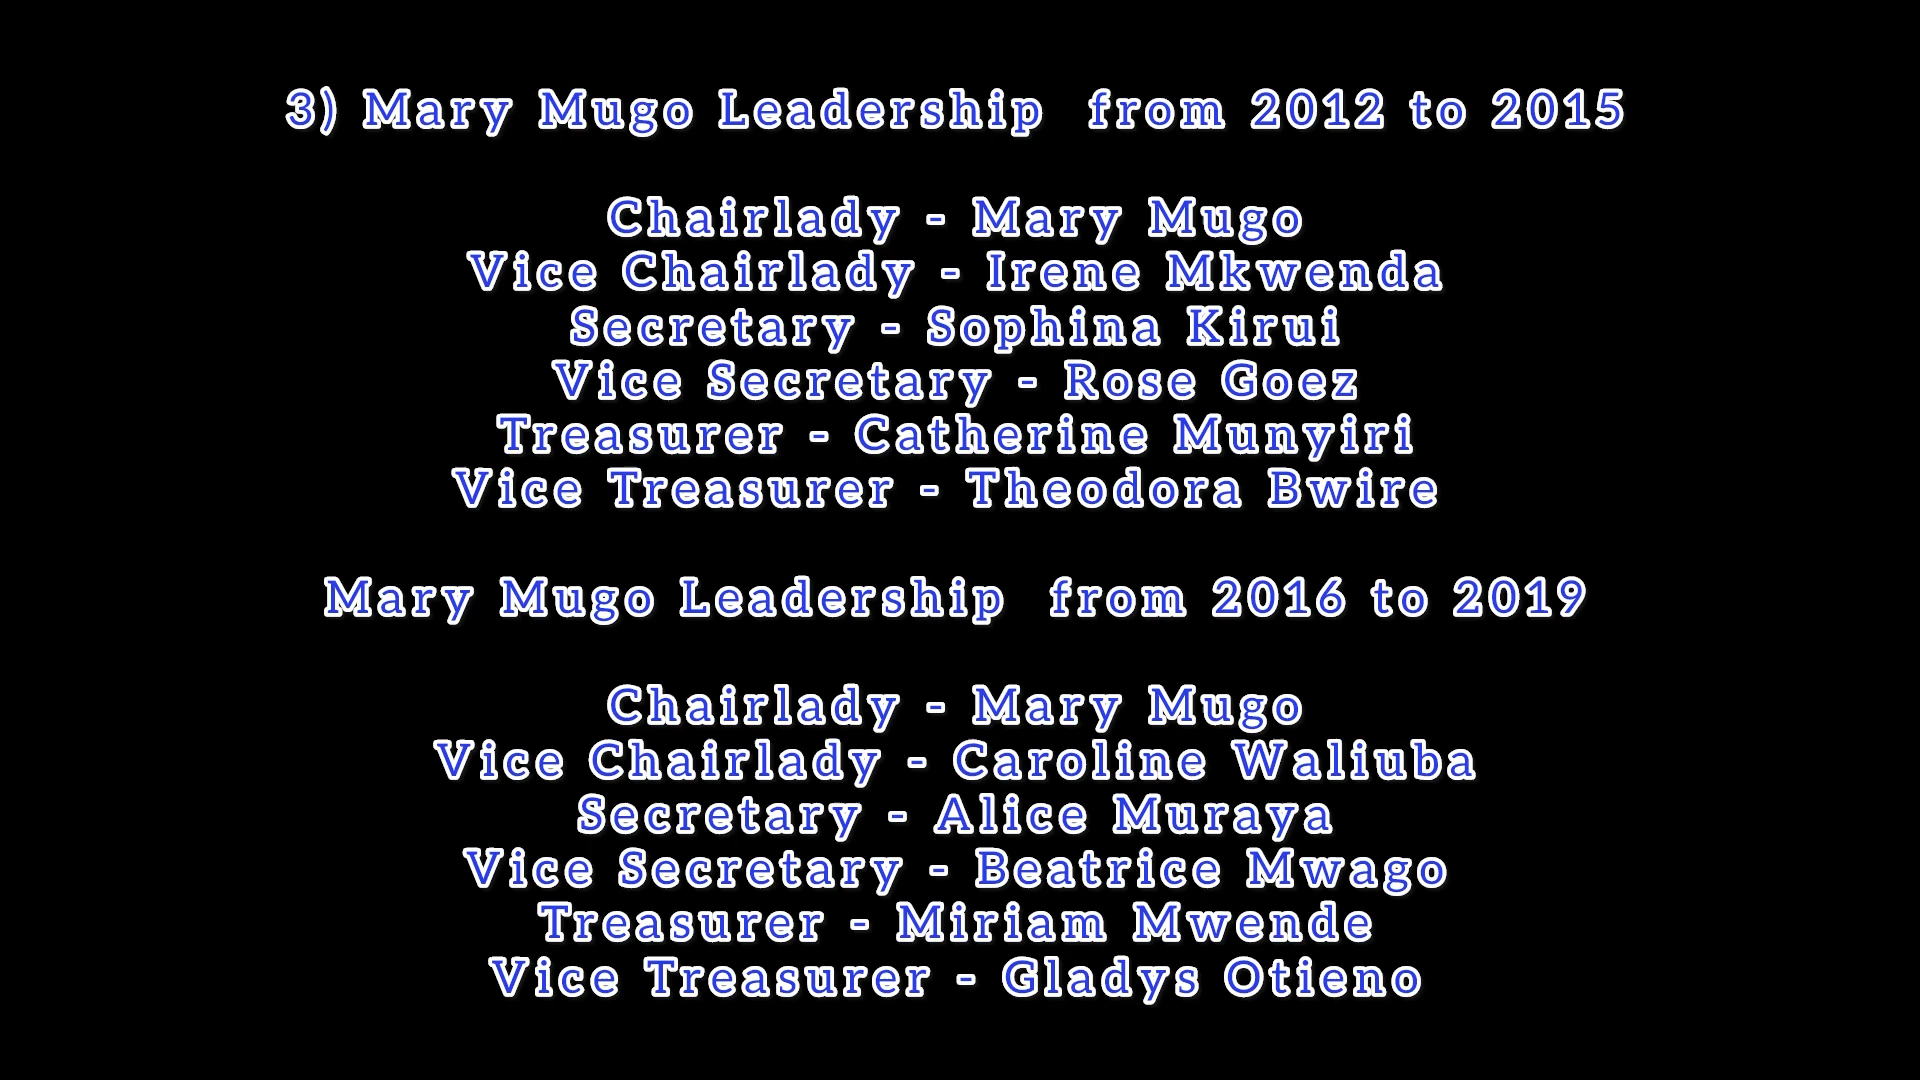 3) Mary Mugo Leadership from 2012 to 2015
Chairlady - Mary Mugo
Vice Chairlady - Irene Mkwenda
Secretary - Sophina Kirui
Vice Secretary - Rose Goez
Treasurer - Catherine Munyiri
Vice Treasurer - Theodora Bwire
Mary Mugo Leadership from 2016 to 2019
Chairlady - Mary Mugo
Vice Chairlady - Caroline Waliuba
Secretary - Alice Muraya
Vice Secretary - Beatrice Mwago
Treasurer - Miriam Mwende
Vice Treasurer - Gladys Otieno